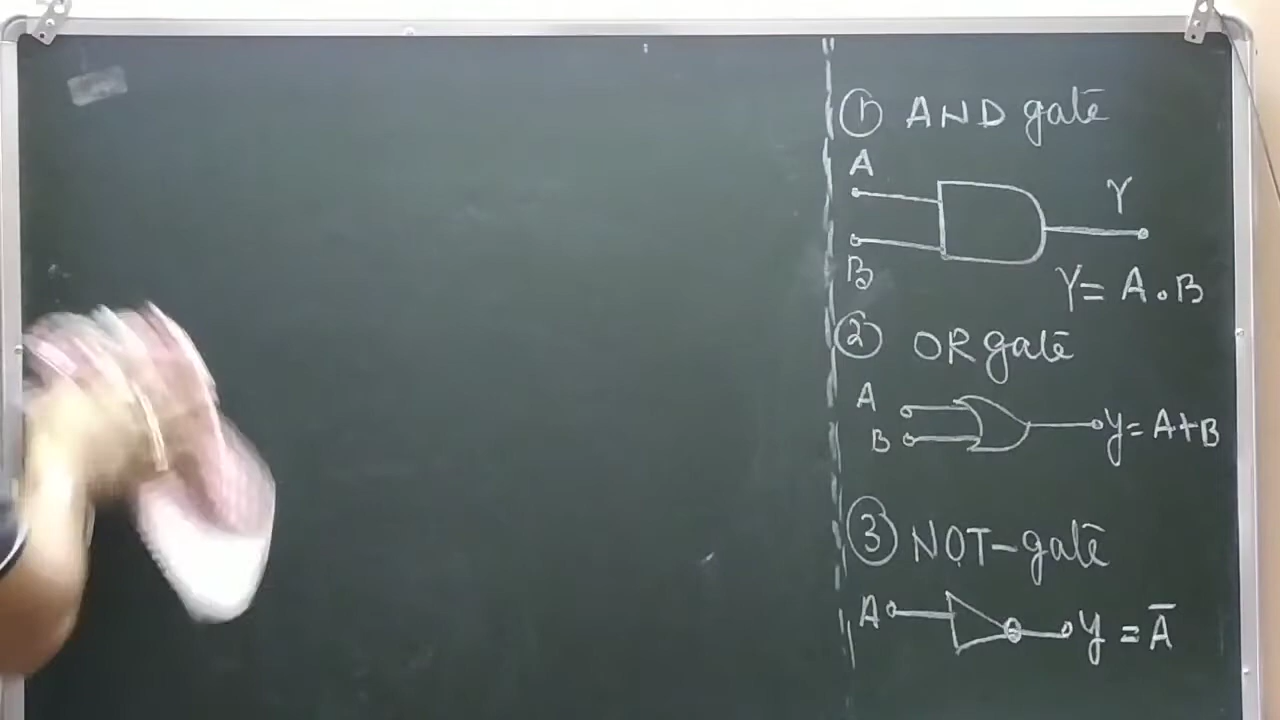 ① AND gate
A
Y
B
Y= A.B
② OR gate
A
B
y= A+B
③ NOT-gate
A
y = A̅